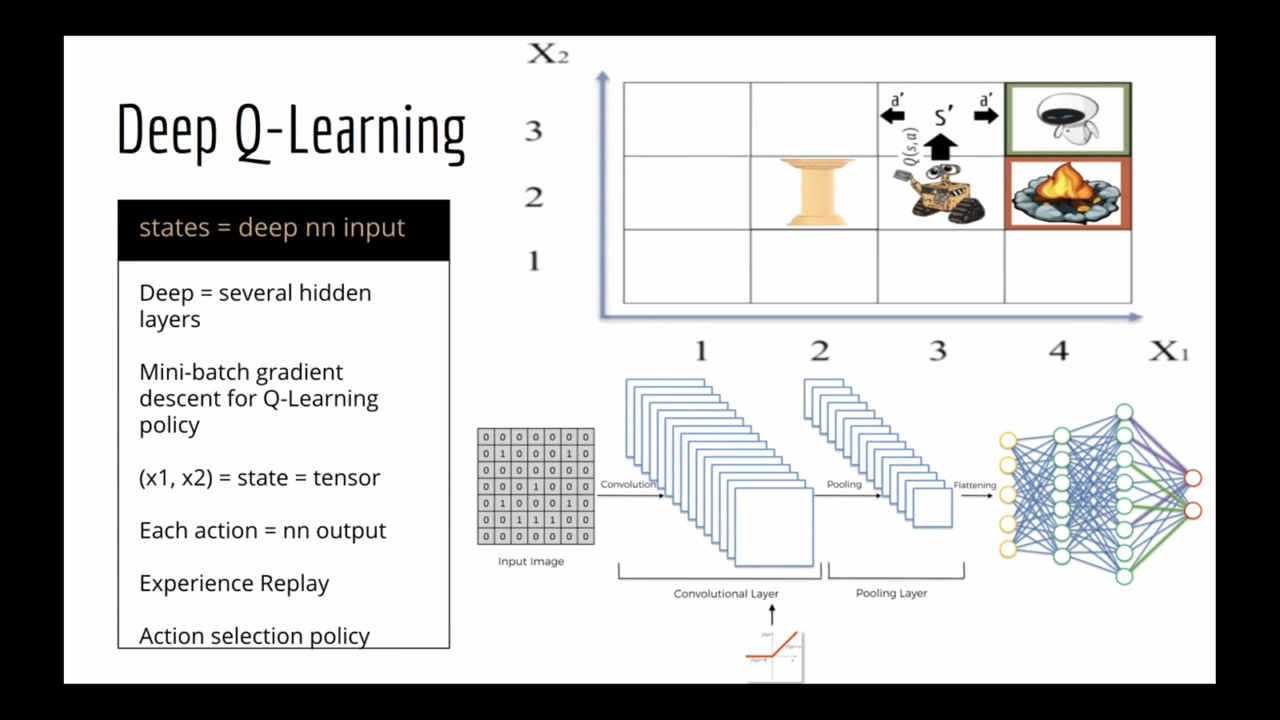 Deep Q-Learning
states = deep nn input
Deep = several hidden
layers
Mini-batch gradient
descent for Q-Learning
policy
(x1, x2) = state = tensor
Each action = nn output
Experience Replay
Action selection policy
X2
3
2
1
a' s' a'
Q(s,a)
1 2 3 4 X1
0 0 0 0 0 0 0
0 1 0 0 0 1 0
0 0 0 0 0 0 0
0 0 0 1 0 0 0
0 1 0 0 0 1 0
0 0 1 1 1 0 0
0 0 0 0 0 0 0
Input Image
Convolution
Pooling
Flattening
Convolutional Layer
Pooling Layer